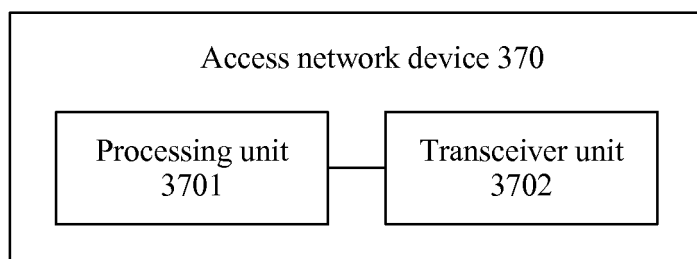 Access network device 370
Processing unit
3701
Transceiver unit
3702